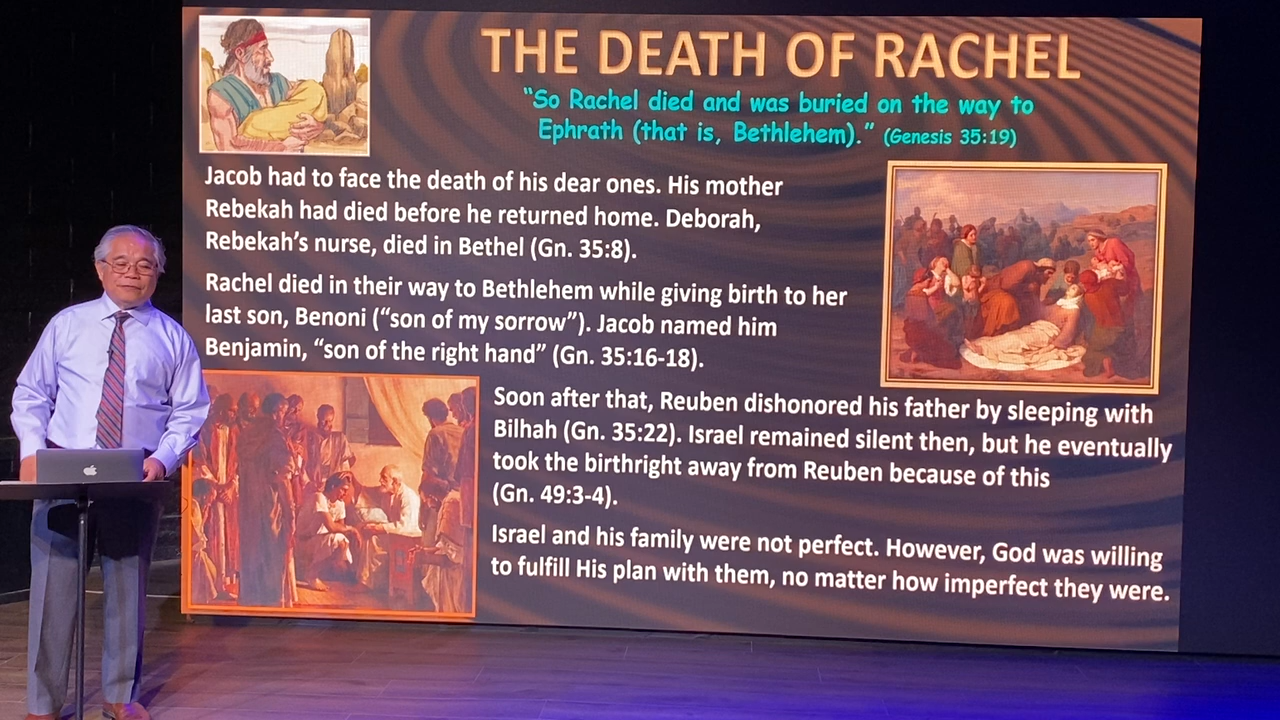 THE DEATH OF RACHEL
“So Rachel died and was buried on the way to
Ephrath (that is, Bethlehem).” (Genesis 35:19)
Jacob had to face the death of his dear ones. His mother
Rebekah had died before he returned home. Deborah,
Rebekah’s nurse, died in Bethel (Gn. 35:8).
Rachel died in their way to Bethlehem while giving birth to her
last son, Benoni (“son of my sorrow”). Jacob named him
Benjamin, “son of the right hand” (Gn. 35:16-18).
Soon after that, Reuben dishonored his father by sleeping with
Bilhah (Gn. 35:22). Israel remained silent then, but he eventually
took the birthright away from Reuben because of this
(Gn. 49:3-4).
Israel and his family were not perfect. However, God was willing
to fulfill His plan with them, no matter how imperfect they were.